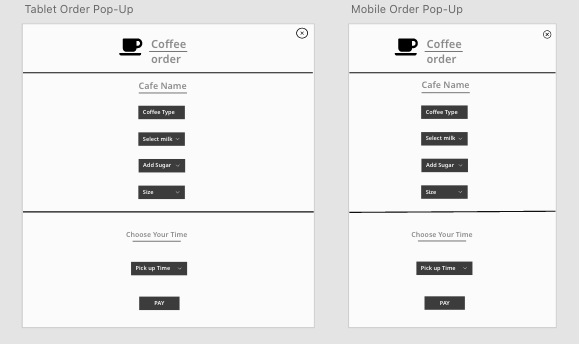 Tablet Order Pop-Up
Coffee
order
Cafe Name
Coffee Type
Select milk
Add Sugar
Size
Choose Your Time
Pick up Time
PAY
Mobile Order Pop-Up
Coffee
order
Cafe Name
Coffee Type
Select milk
Add Sugar
Size
Choose Your Time
Pick up Time
PAY